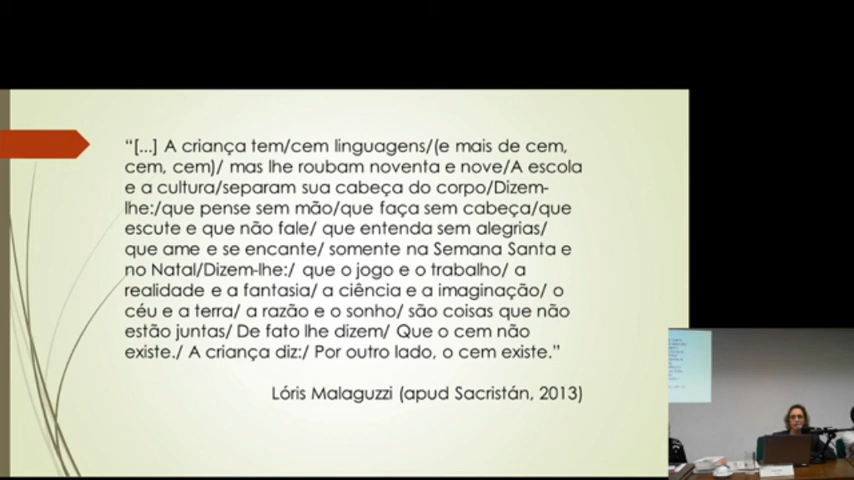 “[...] A criança tem/cem linguagens/(e mais de cem,
cem, cem)/ mas lhe roubam noventa e nove/A escola
e a cultura/separam sua cabeça do corpo/Dizem-
lhe:/que pense sem mão/que faça sem cabeça/que
escute e que não fale/ que entenda sem alegrias/
que ame e se encante/ somente na Semana Santa e
no Natal/Dizem-lhe:/ que o jogo e o trabalho/ a
realidade e a fantasia/ a ciência e a imaginação/ o
céu e a terra/ a razão e o sonho/ são coisas que não
estão juntas/ De fato lhe dizem/ Que o cem não
existe./ A criança diz:/ Por outro lado, o cem existe.”
Lóris Malaguzzi (apud Sacristán, 2013)